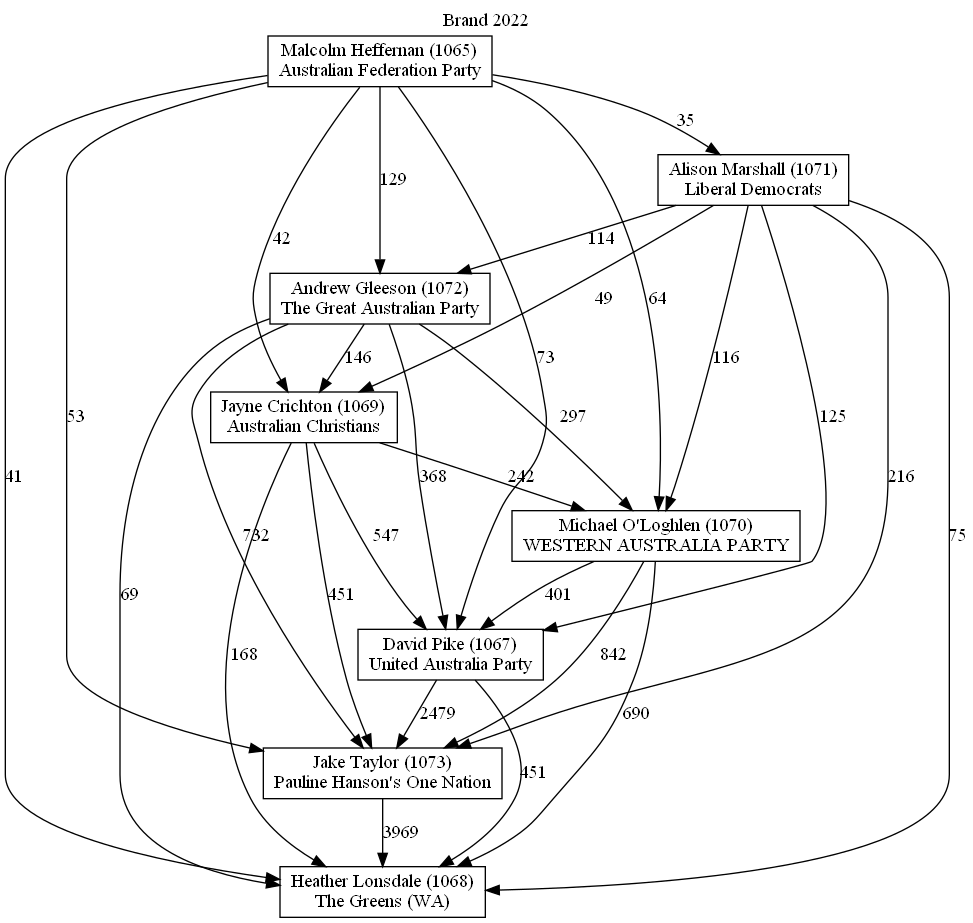 Brand 2022
Malcolm Heffernan (1065)
Australian Federation Party
35
Alison Marshall (1071)
Liberal Democrats
129
42
114
Andrew Gleeson (1072)
The Great Australian Party
49
64
146
73
116
Jayne Crichton (1069)
Australian Christians
53
297
125
41
368
242
216
Michael O'Loghlen (1070)
WESTERN AUSTRALIA PARTY
732
547
75
69
451
401
David Pike (1067)
United Australia Party
168
842
2479
690
Jake Taylor (1073)
Pauline Hanson's One Nation
451
3969
Heather Lonsdale (1068)
The Greens (WA)